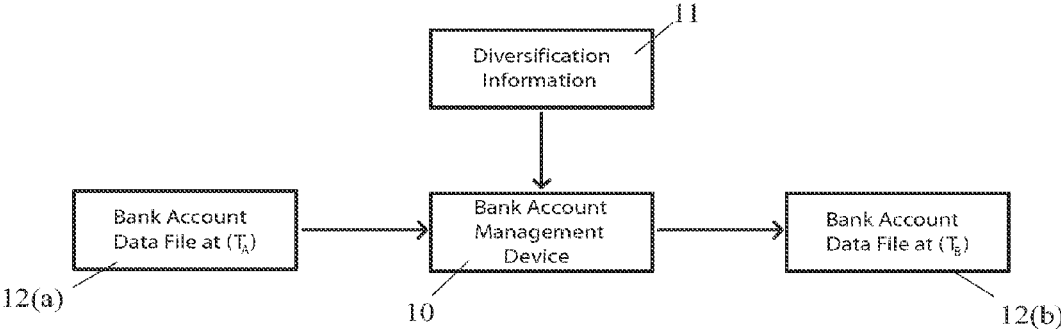 11
Diversification
Information
Bank Account
Data File at (T_A)
Bank Account
Management
Device
Bank Account
Data File at (T_B)
12(a)
10
12(b)